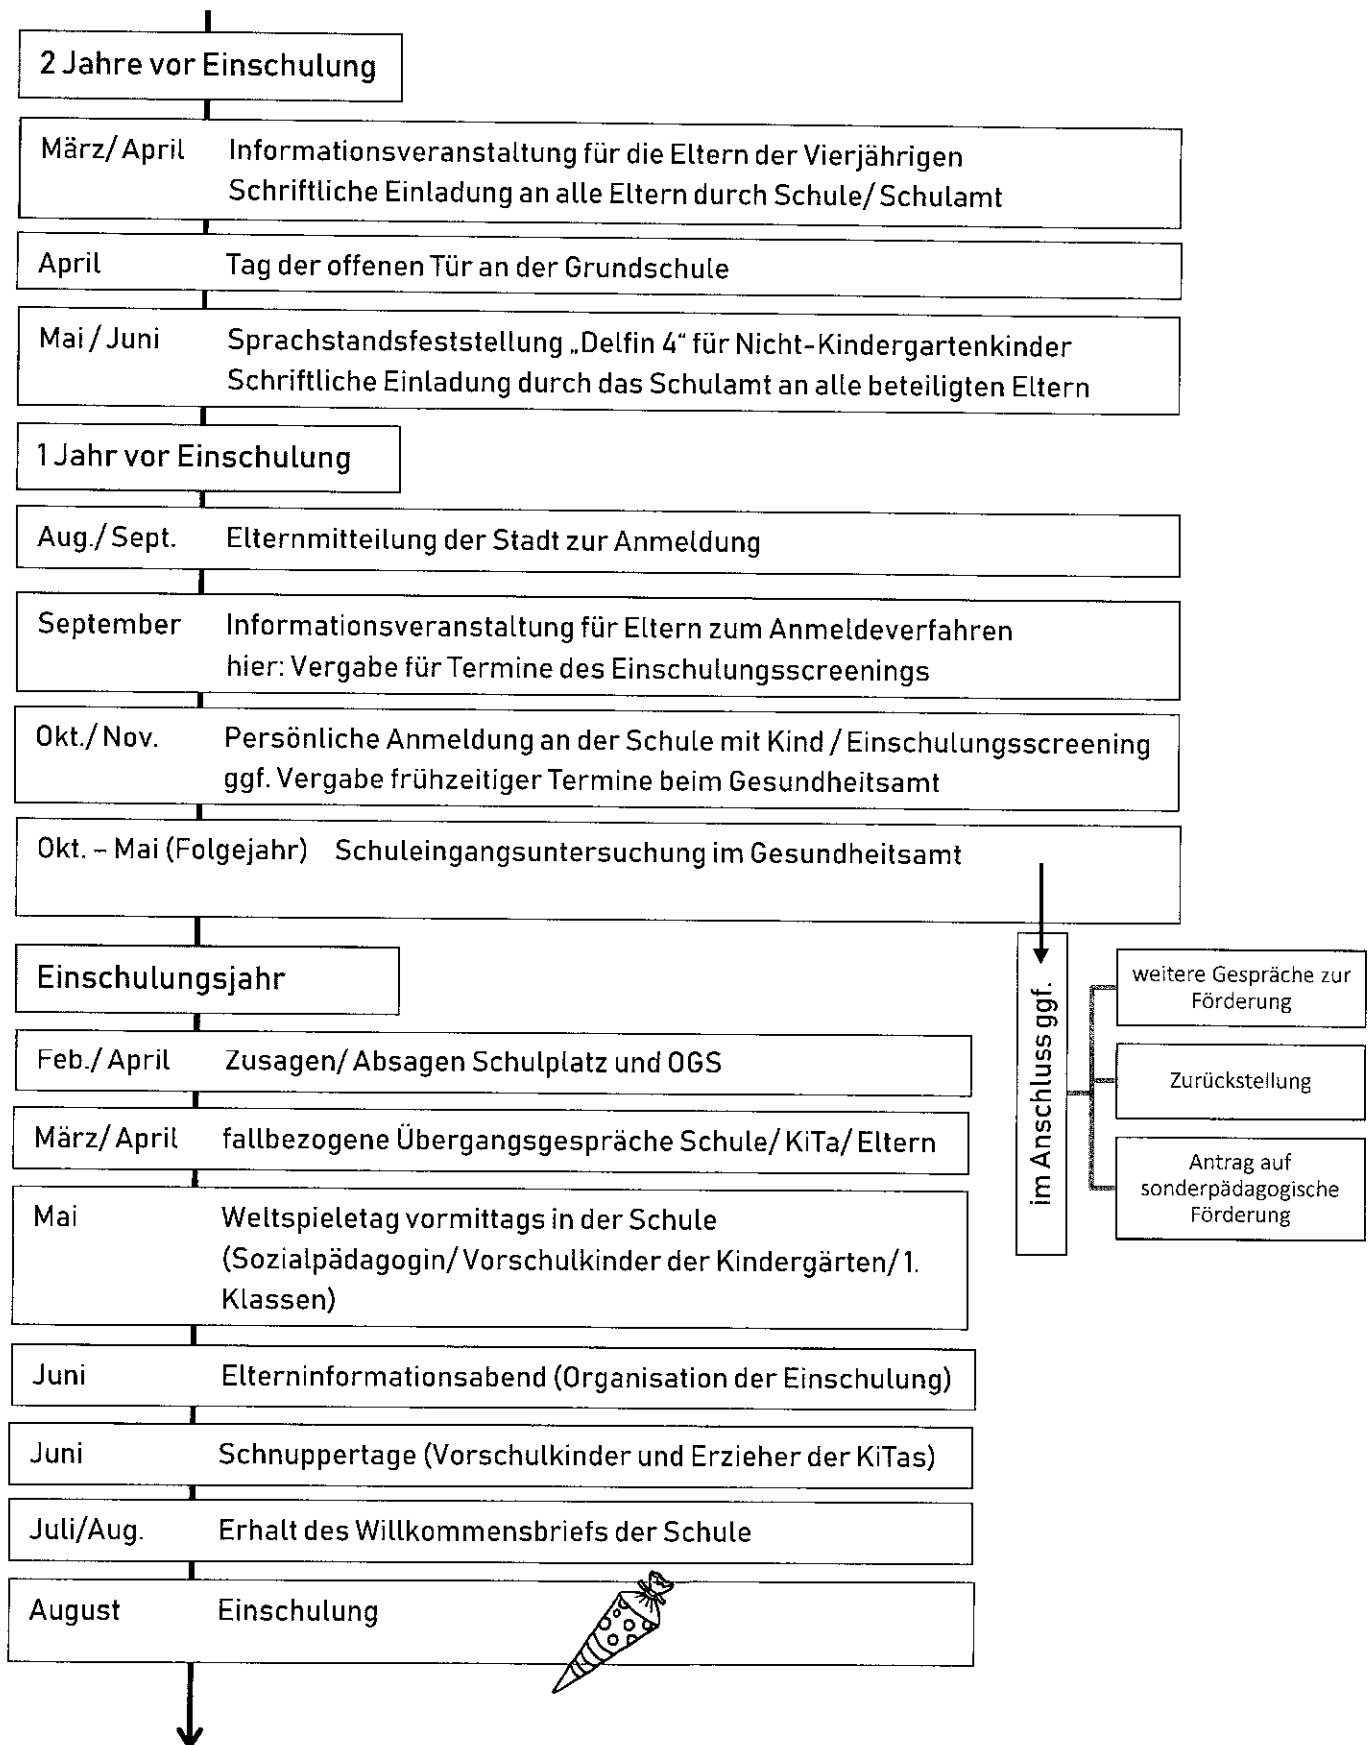 2 Jahre vor Einschulung
März/ April Informationsveranstaltung für die Eltern der Vierjährigen
Schriftliche Einladung an alle Eltern durch Schule/ Schulamt
April Tag der offenen Tür an der Grundschule
Mai / Juni Sprachstandsfeststellung „Delfin 4“ für Nicht-Kindergartenkinder
Schriftliche Einladung durch das Schulamt an alle beteiligten Eltern
1 Jahr vor Einschulung
Aug./ Sept. Elternmitteilung der Stadt zur Anmeldung
September Informationsveranstaltung für Eltern zum Anmeldeverfahren
hier: Vergabe für Termine des Einschulungsscreenings
Okt./ Nov. Persönliche Anmeldung an der Schule mit Kind / Einschulungsscreening
ggf. Vergabe frühzeitiger Termine beim Gesundheitsamt
Okt. – Mai (Folgejahr) Schuleingangsuntersuchung im Gesundheitsamt
im Anschluss ggf.
weitere Gespräche zur
Förderung
Zurückstellung
Antrag auf
sonderpädagogische
Förderung
Einschulungsjahr
Feb./ April Zusagen/ Absagen Schulplatz und OGS
März/ April fallbezogene Übergangsgespräche Schule/ KiTa/ Eltern
Mai Weltspieletag vormittags in der Schule
(Sozialpädagogin/ Vorschulkinder der Kindergärten/ 1.
Klassen)
Juni Elterninformationsabend (Organisation der Einschulung)
Juni Schnuppertage (Vorschulkinder und Erzieher der KiTas)
Juli/Aug. Erhalt des Willkommensbriefs der Schule
August Einschulung